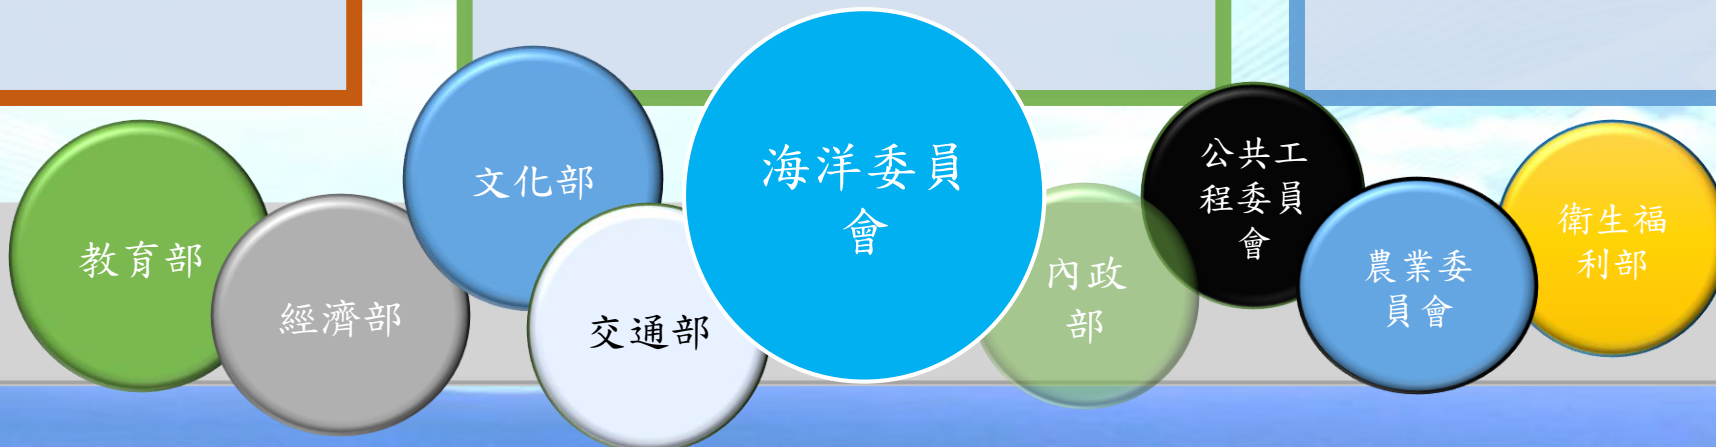 教育部
經濟部
文化部
交通部
海洋委員
會
內政
部
公共工
程委員
會
農業委
員會
衛生福
利部